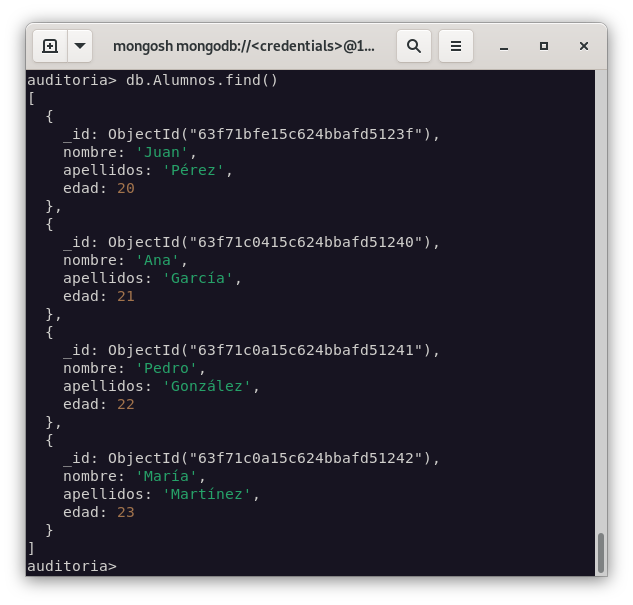 mongosh mongodb://<credentials>@1...
auditoria> db.Alumnos.find()
[
  {
    _id: ObjectId("63f71bfe15c624bbafd5123f"),
    nombre: 'Juan',
    apellidos: 'Pérez',
    edad: 20
  },
  {
    _id: ObjectId("63f71c0415c624bbafd51240"),
    nombre: 'Ana',
    apellidos: 'García',
    edad: 21
  },
  {
    _id: ObjectId("63f71c0a15c624bbafd51241"),
    nombre: 'Pedro',
    apellidos: 'González',
    edad: 22
  },
  {
    _id: ObjectId("63f71c0a15c624bbafd51242"),
    nombre: 'María',
    apellidos: 'Martínez',
    edad: 23
  }
]
auditoria>